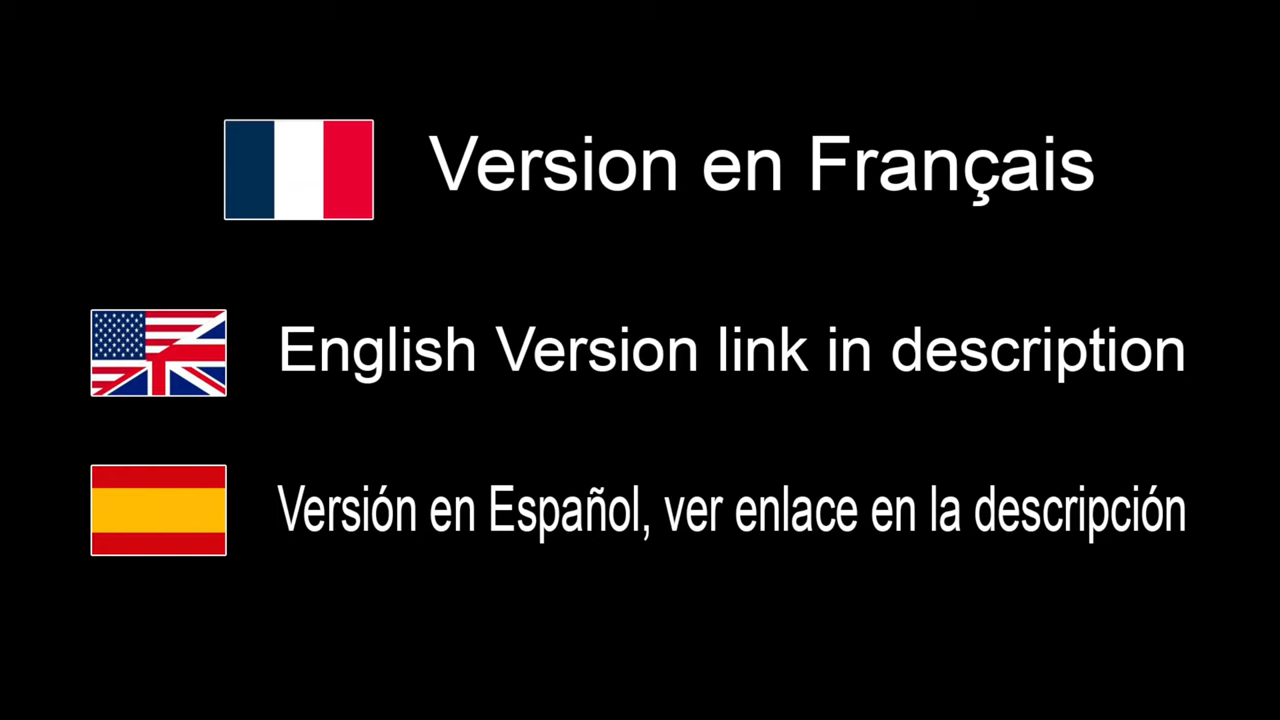 Version en Français
English Version link in description
Versión en Español, ver enlace en la descripción